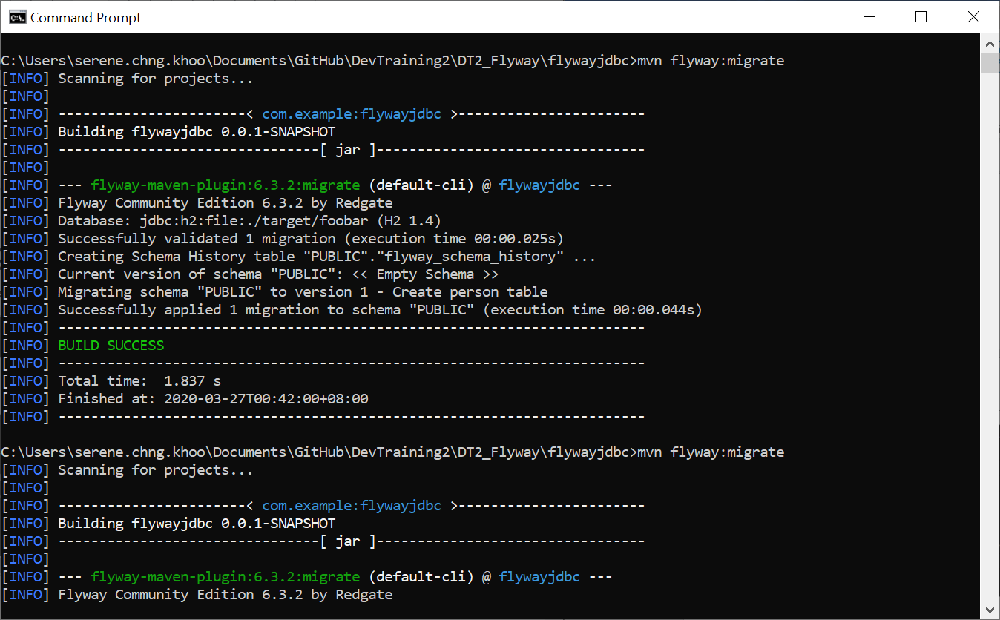 Command Prompt
C:\Users\serene.chng.khoo\Documents\GitHub\DevTraining2\DT2_Flyway\flywayjdbc>mvn flyway:migrate
[INFO] Scanning for projects...
[INFO]
[INFO] -----------------------< com.example:flywayjdbc >-----------------------
[INFO] Building flywayjdbc 0.0.1-SNAPSHOT
[INFO] --------------------------------[ jar ]---------------------------------
[INFO]
[INFO] --- flyway-maven-plugin:6.3.2:migrate (default-cli) @ flywayjdbc ---
[INFO] Flyway Community Edition 6.3.2 by Redgate
[INFO] Database: jdbc:h2:file:./target/foobar (H2 1.4)
[INFO] Successfully validated 1 migration (execution time 00:00.025s)
[INFO] Creating Schema History table "PUBLIC"."flyway_schema_history" ...
[INFO] Current version of schema "PUBLIC": << Empty Schema >>
[INFO] Migrating schema "PUBLIC" to version 1 - Create person table
[INFO] Successfully applied 1 migration to schema "PUBLIC" (execution time 00:00.044s)
[INFO] ------------------------------------------------------------------------
[INFO] BUILD SUCCESS
[INFO] ------------------------------------------------------------------------
[INFO] Total time:  1.837 s
[INFO] Finished at: 2020-03-27T00:42:00+08:00
[INFO] ------------------------------------------------------------------------
C:\Users\serene.chng.khoo\Documents\GitHub\DevTraining2\DT2_Flyway\flywayjdbc>mvn flyway:migrate
[INFO] Scanning for projects...
[INFO]
[INFO] -----------------------< com.example:flywayjdbc >-----------------------
[INFO] Building flywayjdbc 0.0.1-SNAPSHOT
[INFO] --------------------------------[ jar ]---------------------------------
[INFO]
[INFO] --- flyway-maven-plugin:6.3.2:migrate (default-cli) @ flywayjdbc ---
[INFO] Flyway Community Edition 6.3.2 by Redgate